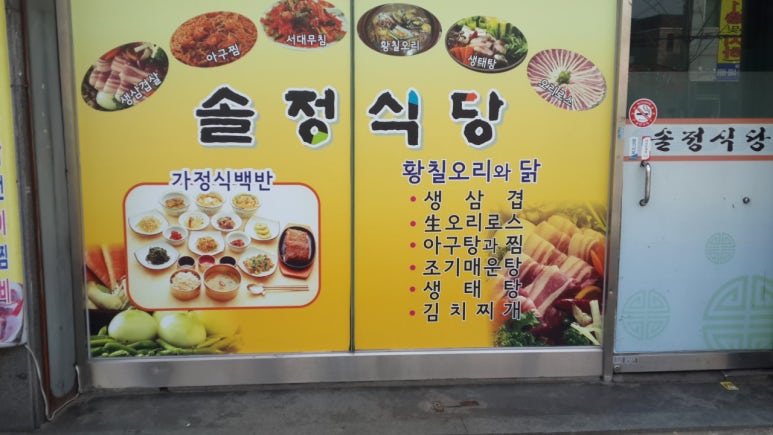 생삼겹살
아구찜
서대무침
황칠오리
생태탕
오리로스
솔정식당
솔정식당
가정식백반
황칠오리와 닭
• 생삼겹
• 生오리로스
• 아구탕과찜
• 조기매운탕
• 생태탕
• 김치찌개